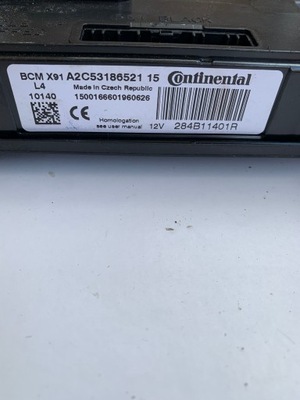 BCM X91 A2C53186521 15 Continental
L4 Made in Czech Republic
10140 1500166601960626
CE
Homologation
see user manual 12V 284B11401R